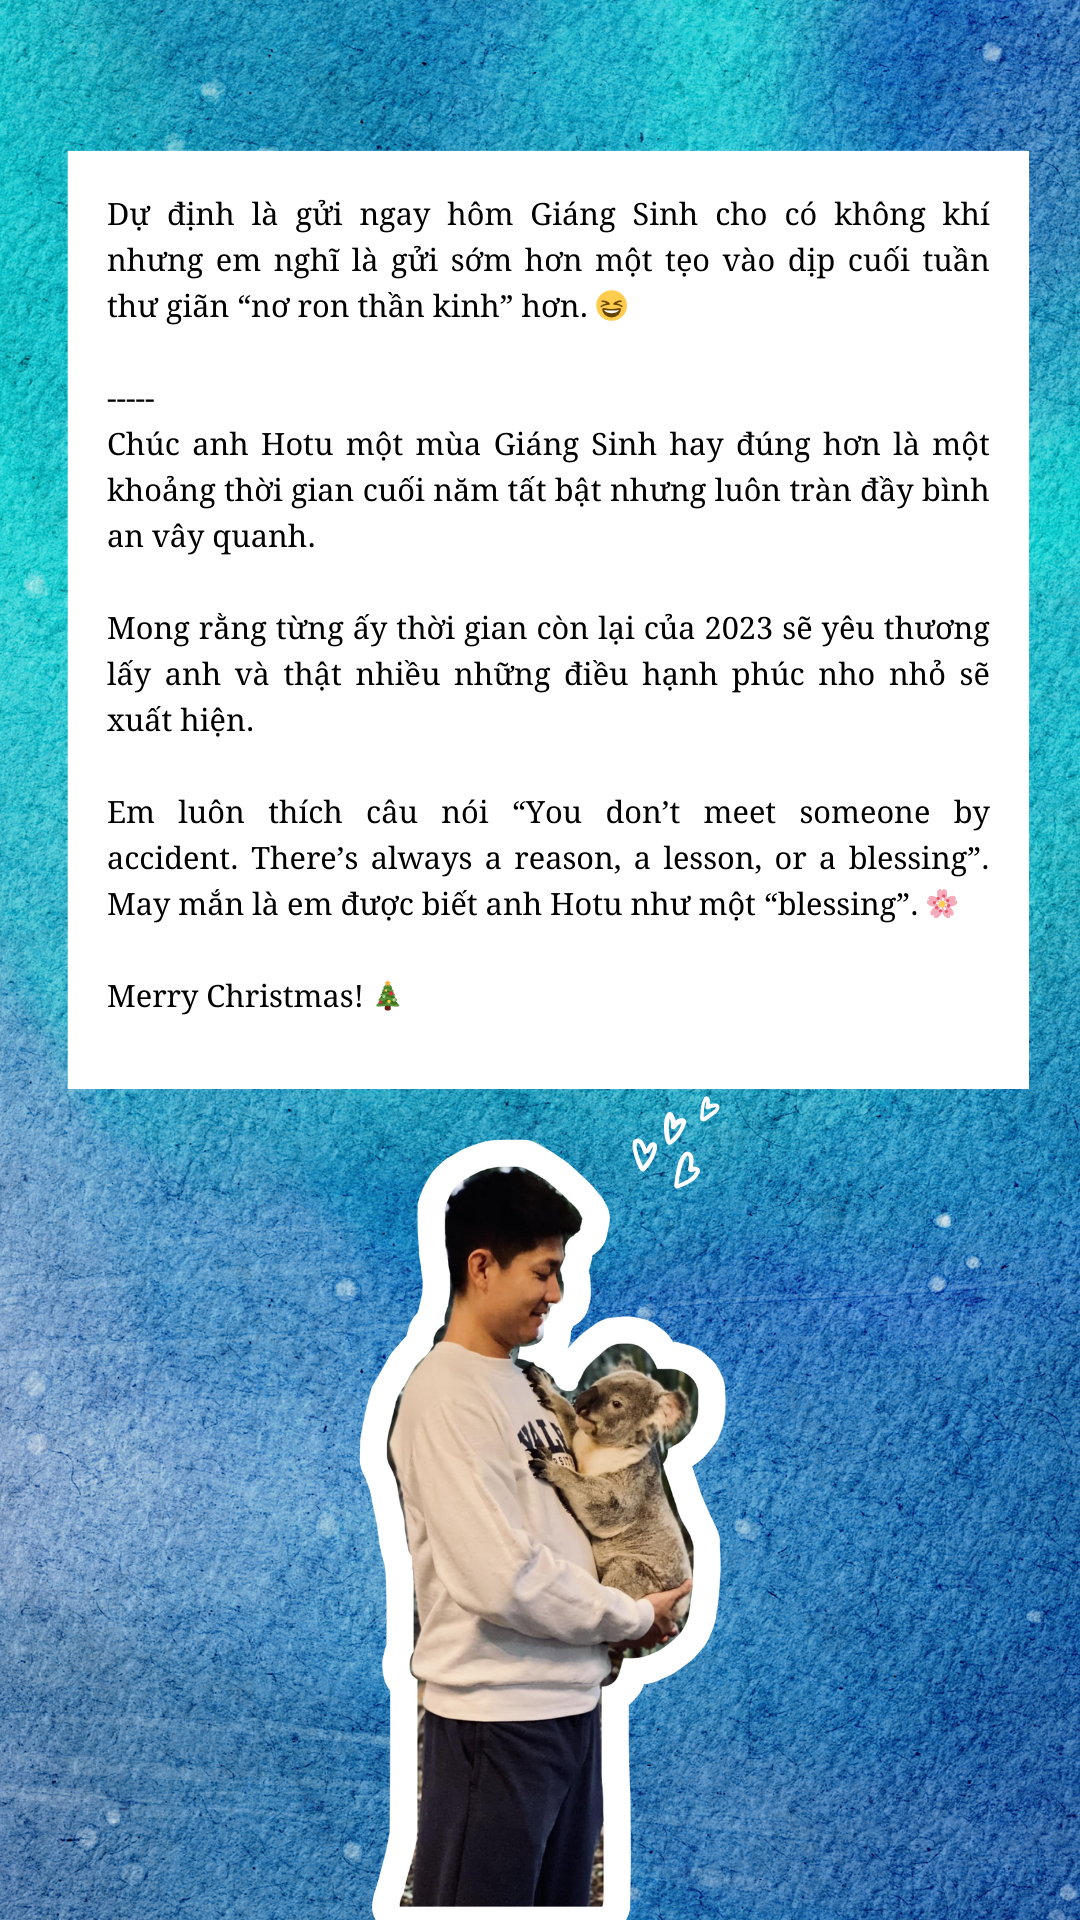 Dự định là gửi ngay hôm Giáng Sinh cho có không khí
nhưng em nghĩ là gửi sớm hơn một tẹo vào dịp cuối tuần
thư giãn “nơ ron thần kinh” hơn. 😆
-----
Chúc anh Hotu một mùa Giáng Sinh hay đúng hơn là một
khoảng thời gian cuối năm tất bật nhưng luôn tràn đầy bình
an vây quanh.
Mong rằng từng ấy thời gian còn lại của 2023 sẽ yêu thương
lấy anh và thật nhiều những điều hạnh phúc nho nhỏ sẽ
xuất hiện.
Em luôn thích câu nói “You don’t meet someone by
accident. There’s always a reason, a lesson, or a blessing”.
May mắn là em được biết anh Hotu như một “blessing”. 🌸
Merry Christmas! 🎄